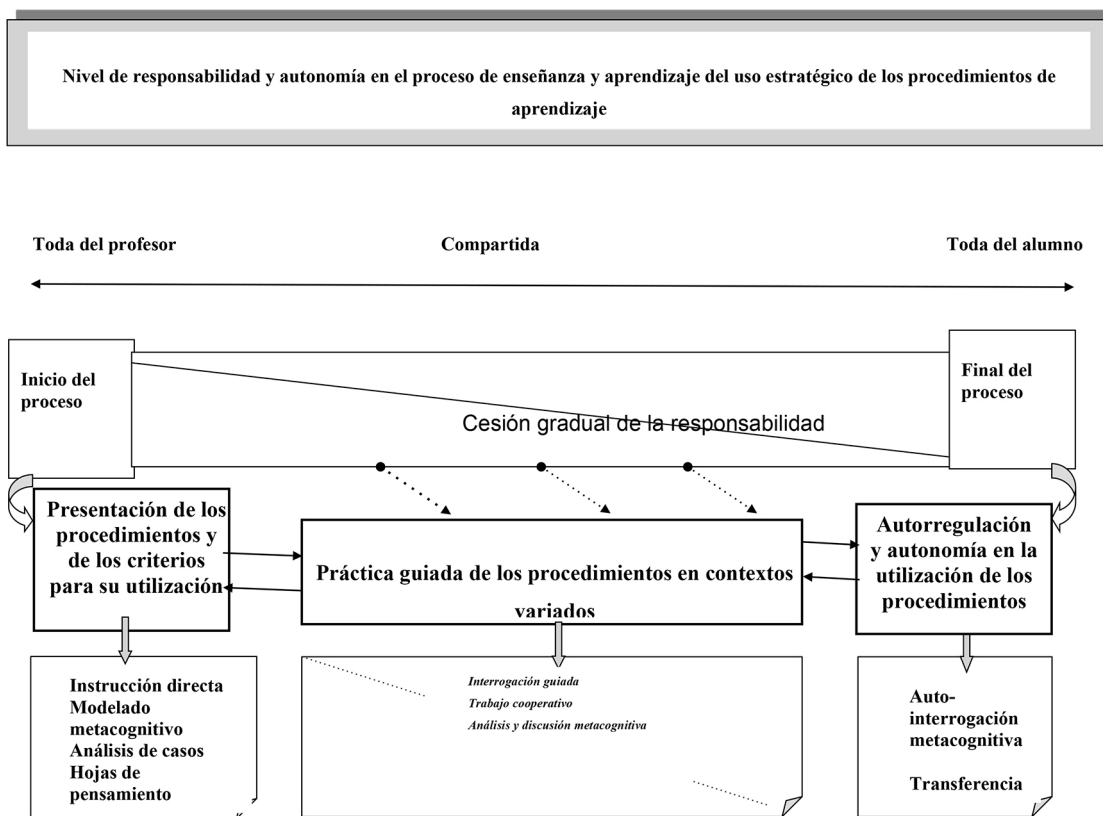 Nivel de responsabilidad y autonomía en el proceso de enseñanza y aprendizaje del uso estratégico de los procedimientos de
aprendizaje
Toda del profesor
Compartida
Toda del alumno
Inicio del
proceso
Final del
proceso
Cesión gradual de la responsabilidad
Presentación de los
procedimientos y
de los criterios
para su utilización
Práctica guiada de los procedimientos en contextos
variados
Autorregulación
y autonomía en la
utilización de los
procedimientos
Instrucción directa
Modelado
metacognitivo
Análisis de casos
Hojas de
pensamiento
Interrogación guiada
Trabajo cooperativo
Análisis y discusión metacognitiva
Auto-
interrogación
metacognitiva
Transferencia